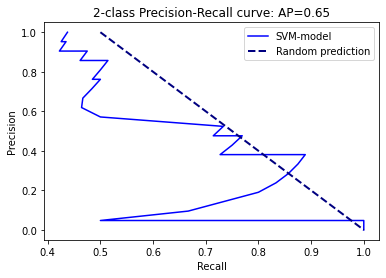 2-class Precision-Recall curve: AP=0.65
SVM-model
Random prediction
Precision
1.0
0.8
0.6
0.4
0.2
0.0
0.4 0.5 0.6 0.7 0.8 0.9 1.0
Recall